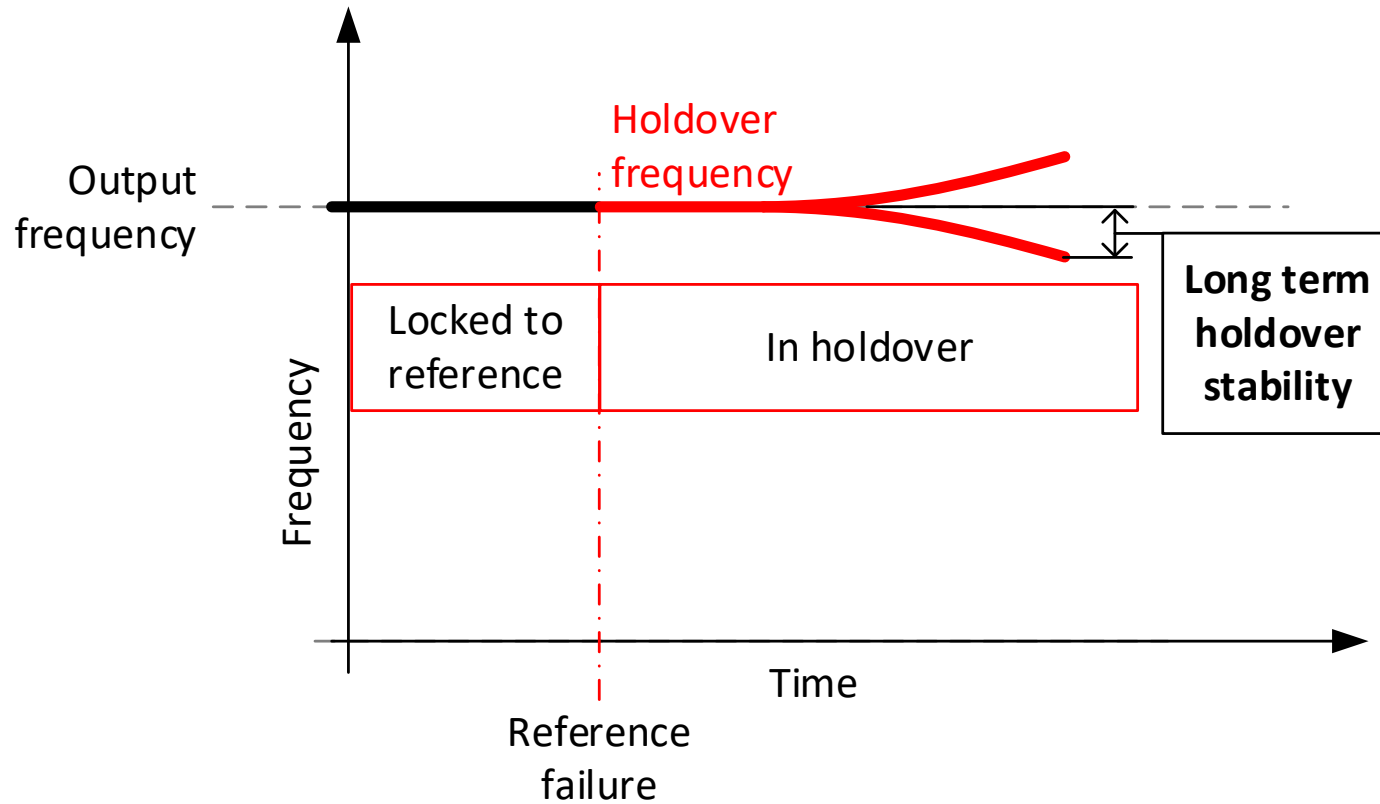 Holdover
frequency
Output
frequency
Locked to
reference
In holdover
Long term
holdover
stability
Frequency
Time
Reference
failure